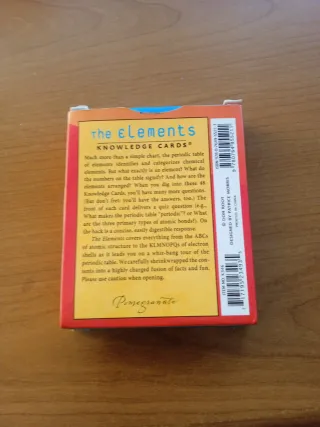 The Elements
KNOWLEDGE CARDS®
Much more than a simple chart, the periodic table
of elements identifies and categorizes chemical
elements. But what exactly is an element? What do
the numbers on the table signify? And how are the
elements arranged? When you dig into these 48
Knowledge Cards, you'll have many more questions.
(But don't fret: you'll have the answers, too.) The
front of each card delivers a quiz question (e.g.,
What makes the periodic table "periodic"? or What
are the three primary types of atomic bonds?). On
the back is a concise, easily digestible response.
The Elements covers everything from the ABCs
of atomic structure to the KLMNOPQs of electron
shells as it leads you on a whiz-bang tour of the
periodic table. We carefully shrinkwrapped the con-
tents into a highly charged fusion of facts and fun.
Please use caution when opening.
Pomegranate